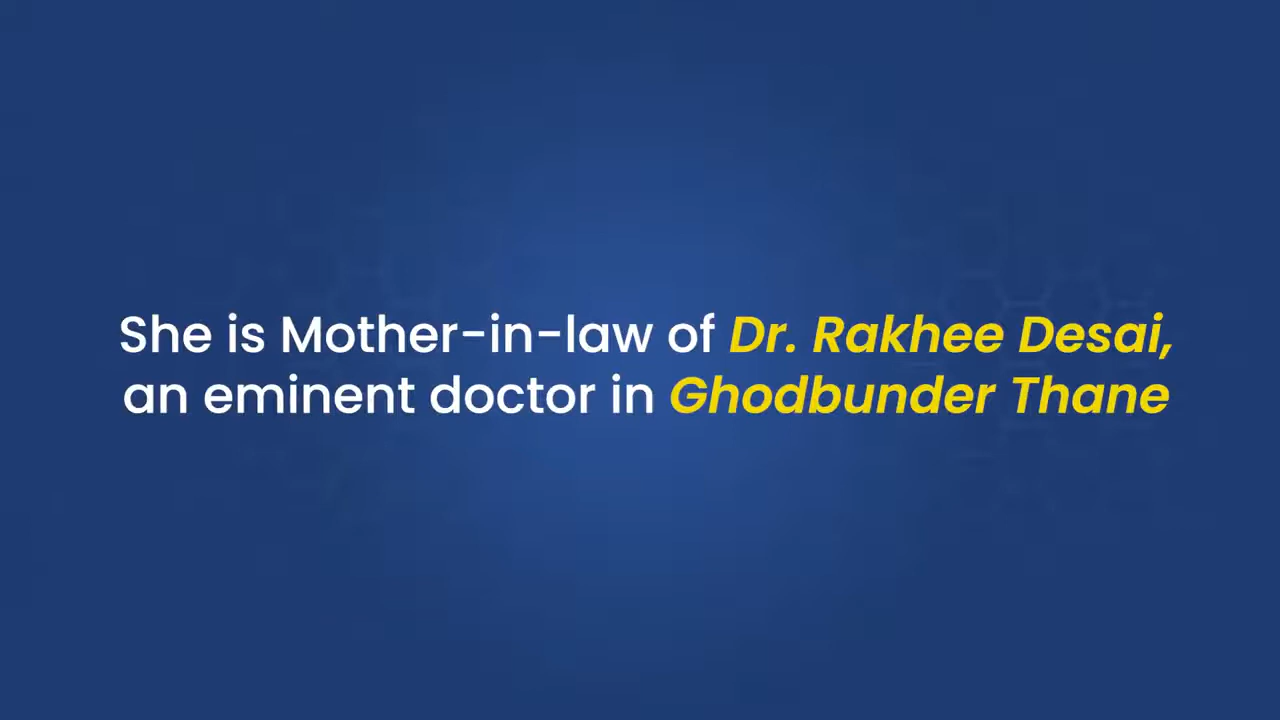 She is Mother-in-law of Dr. Rakhee Desai,
an eminent doctor in Ghodbunder Thane